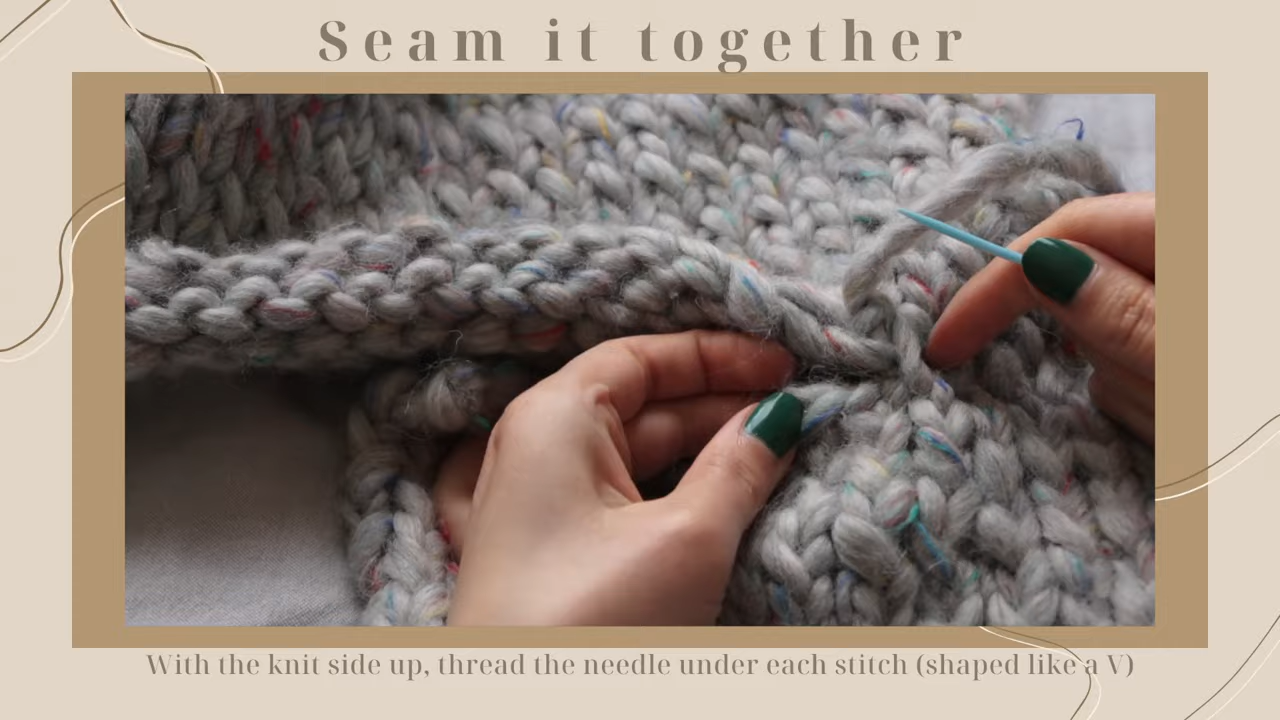 Seam it together
With the knit side up, thread the needle under each stitch (shaped like a V)